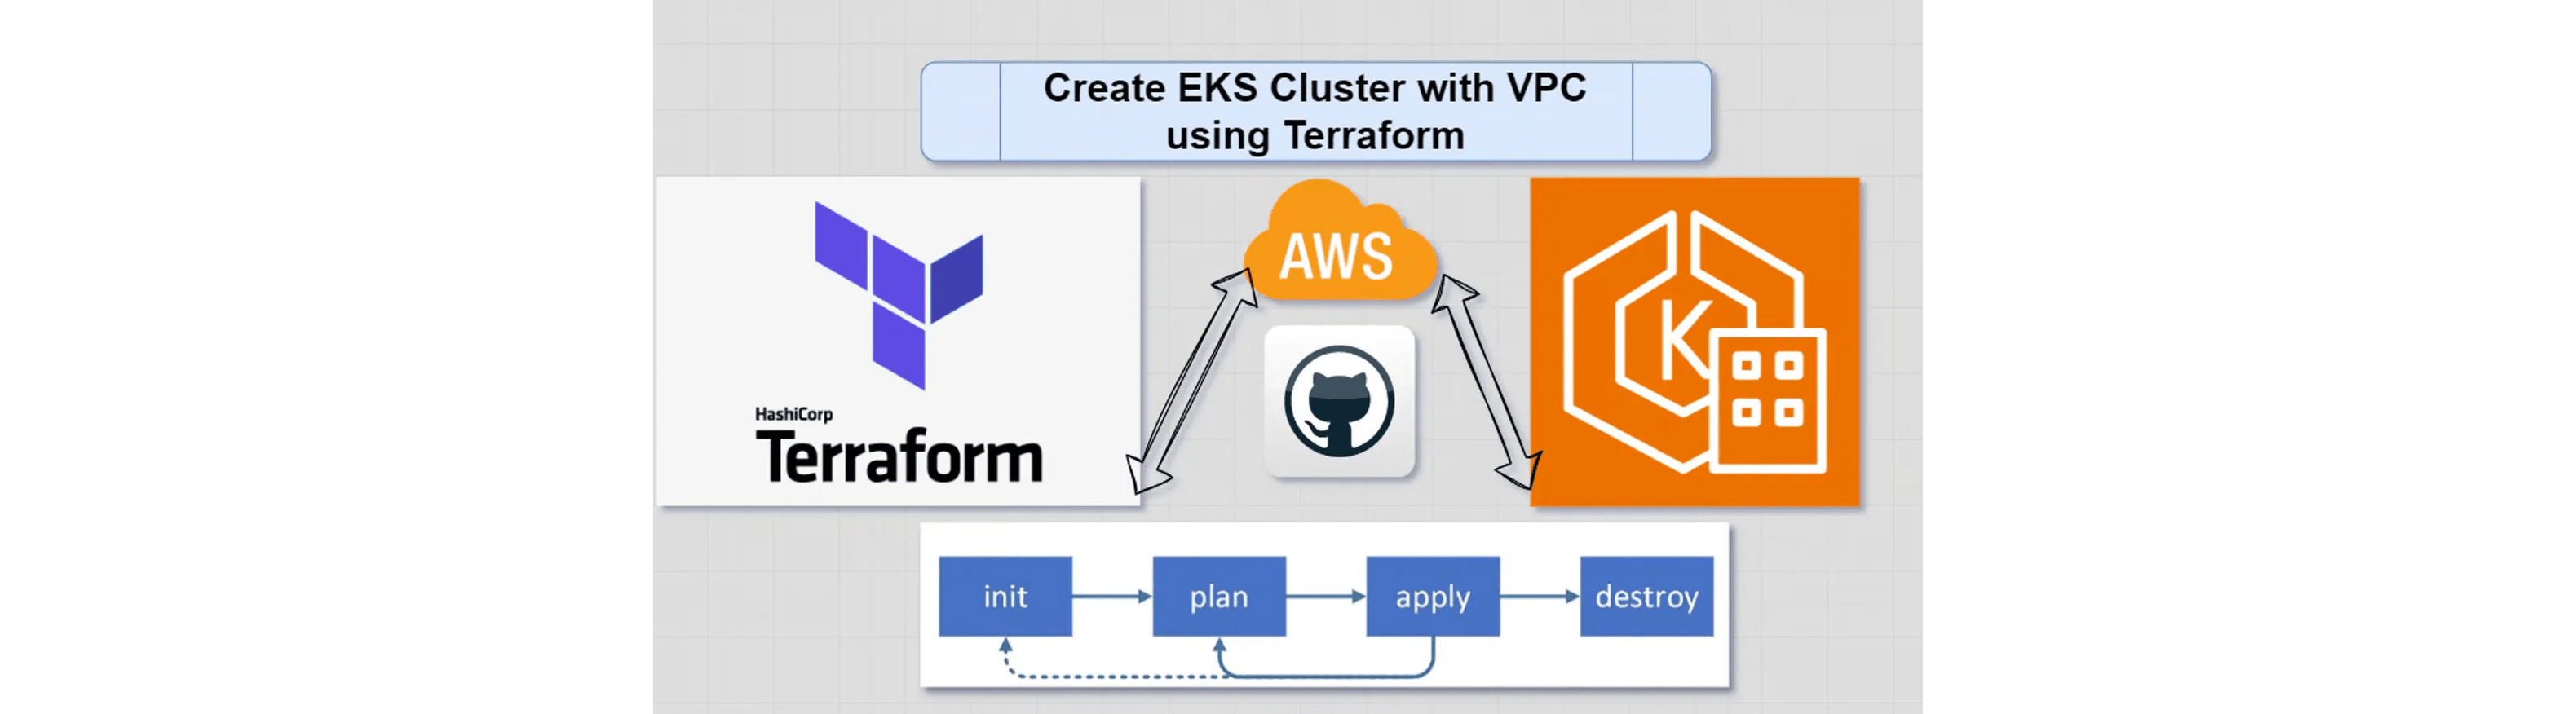 Create EKS Cluster with VPC
using Terraform
AWS
K
HashiCorp
Terraform
init
plan
apply
destroy